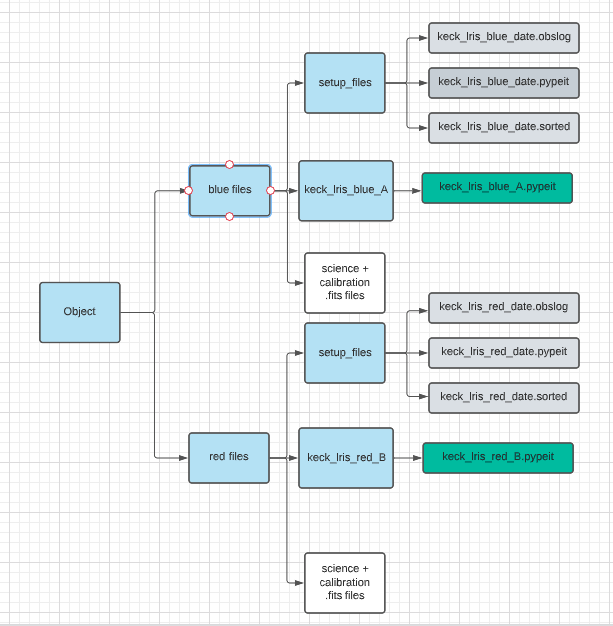 keck_lris_blue_date.obslog
setup_files
keck_lris_blue_date.pypeit
keck_lris_blue_date.sorted
blue files
keck_lris_blue_A
keck_lris_blue_A.pypeit
science +
calibration
.fits files
Object
keck_lris_red_date.obslog
setup_files
keck_lris_red_date.pypeit
keck_lris_red_date.sorted
red files
keck_lris_red_B
keck_lris_red_B.pypeit
science +
calibration
.fits files